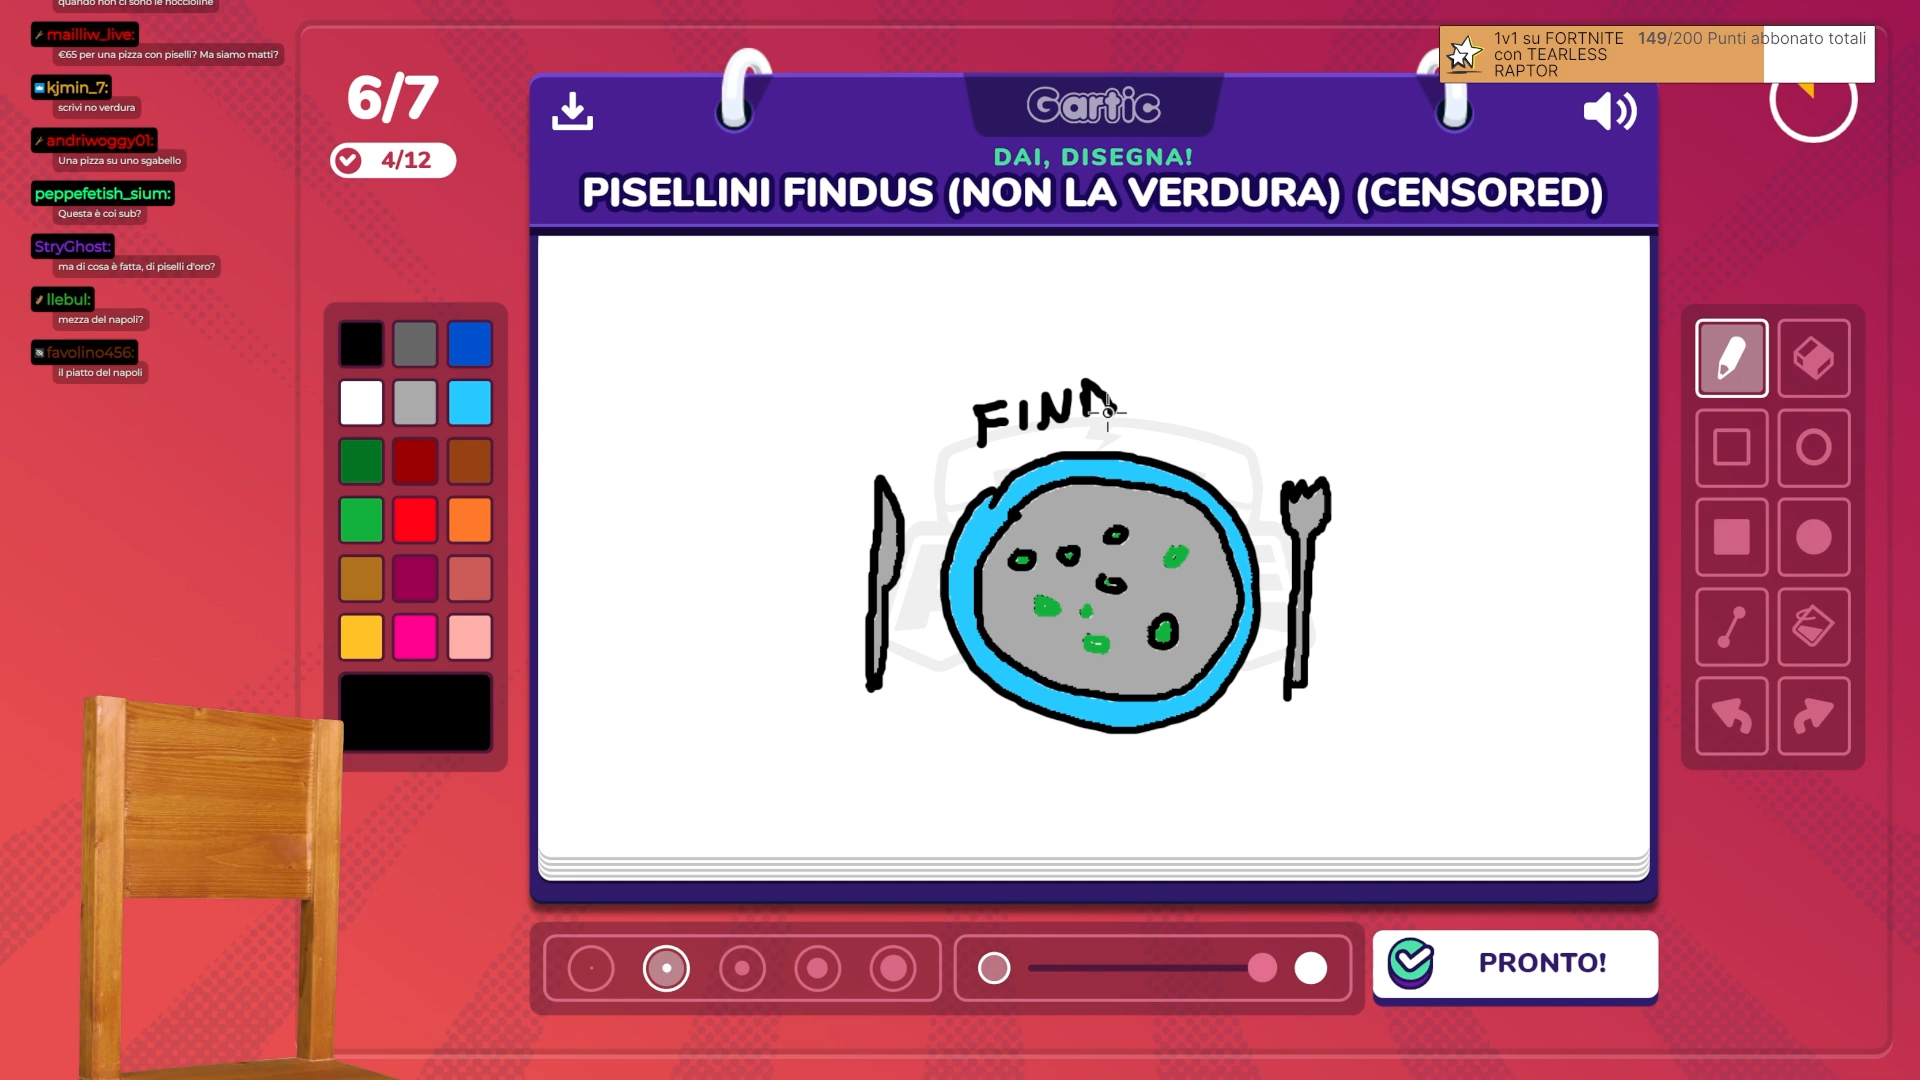 quando non ci sono le noccioline
mailliw_live:
€65 per una pizza con piselli? Ma siamo matti?
kjmin_7:
scrivi no verdura
andriwoggy01:
Una pizza su uno sgabello
peppefetish_sium:
Questa è coi sub?
StryGhost:
ma di cosa è fatta, di piselli d'oro?
llebul:
mezza del napoli?
favolino456:
il piatto del napoli
6/7
4/12
Gartic
DAI, DISEGNA!
PISELLINI FINDUS (NON LA VERDURA) (CENSORED)
1v1 su FORTNITE
con TEARLESS
RAPTOR
149/200 Punti abbonato totali
FIND
PRONTO!